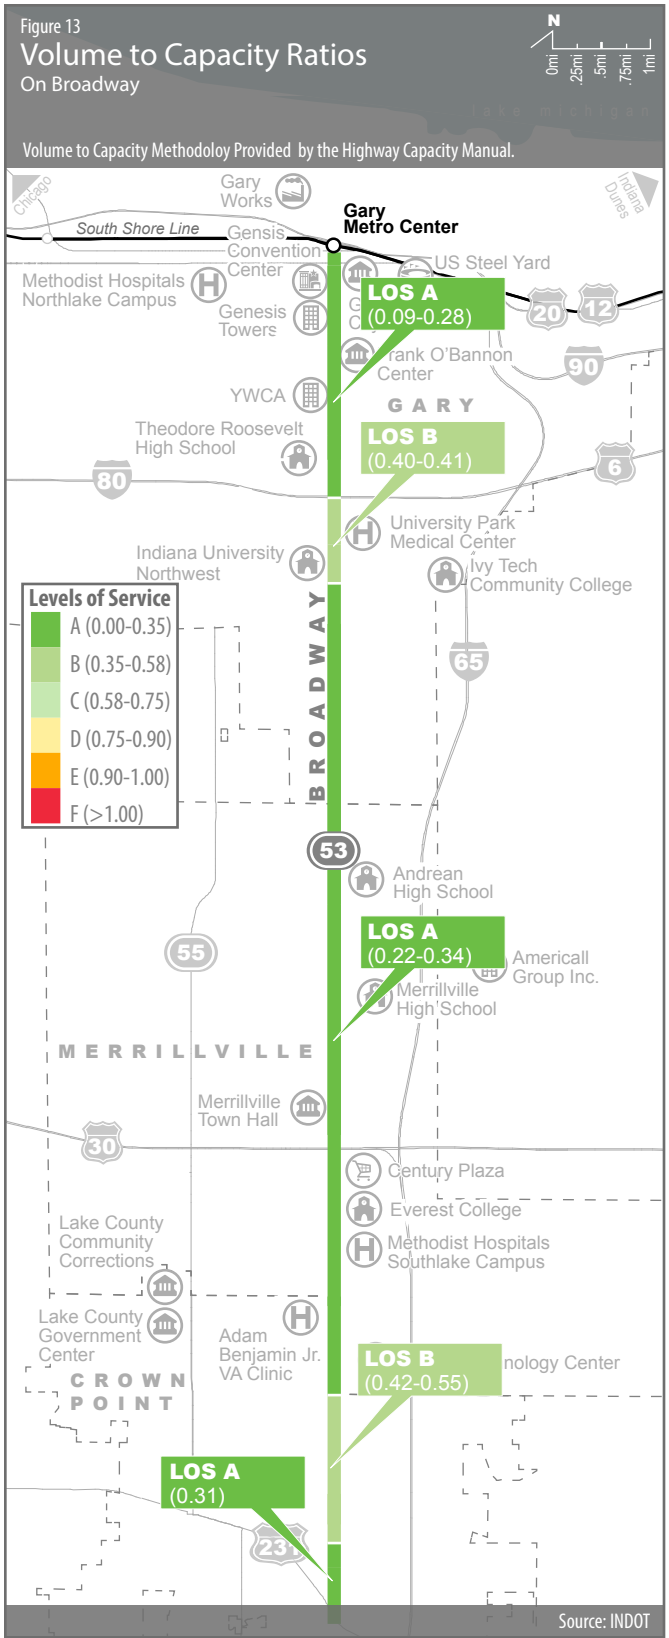 Figure 13
Volume to Capacity Ratios
On Broadway
N
0mi
.25mi
.5mi
.75mi
1mi
lake michigan
Volume to Capacity Methodoloy Provided by the Highway Capacity Manual.
Chicago
Gary
Works
Indiana
Dunes
Gary
Metro Center
South Shore Line
Gensis
Convention
Center
US Steel Yard
Methodist Hospitals
Northlake Campus
LOS A
(0.09-0.28)
20
12
Genesis
Towers
rank O'Bannon
Center
90
YWCA
GARY
Theodore Roosevelt
High School
LOS B
(0.40-0.41)
6
80
University Park
Medical Center
Indiana University
Northwest
Ivy Tech
Community College
Levels of Service
A (0.00-0.35)
B (0.35-0.58)
C (0.58-0.75)
D (0.75-0.90)
E (0.90-1.00)
F (>1.00)
BROADWAY
65
53
Andrean
High School
LOS A
(0.22-0.34)
55
Americall
Group Inc.
Merrillville
High School
MERRILLVILLE
Merrillville
Town Hall
30
Century Plaza
Everest College
Methodist Hospitals
Southlake Campus
Lake County
Community
Corrections
Lake County
Government
Center
Adam
Benjamin Jr.
VA Clinic
LOS B
(0.42-0.55)
nology Center
CROWN
POINT
LOS A
(0.31)
231
Source: INDOT